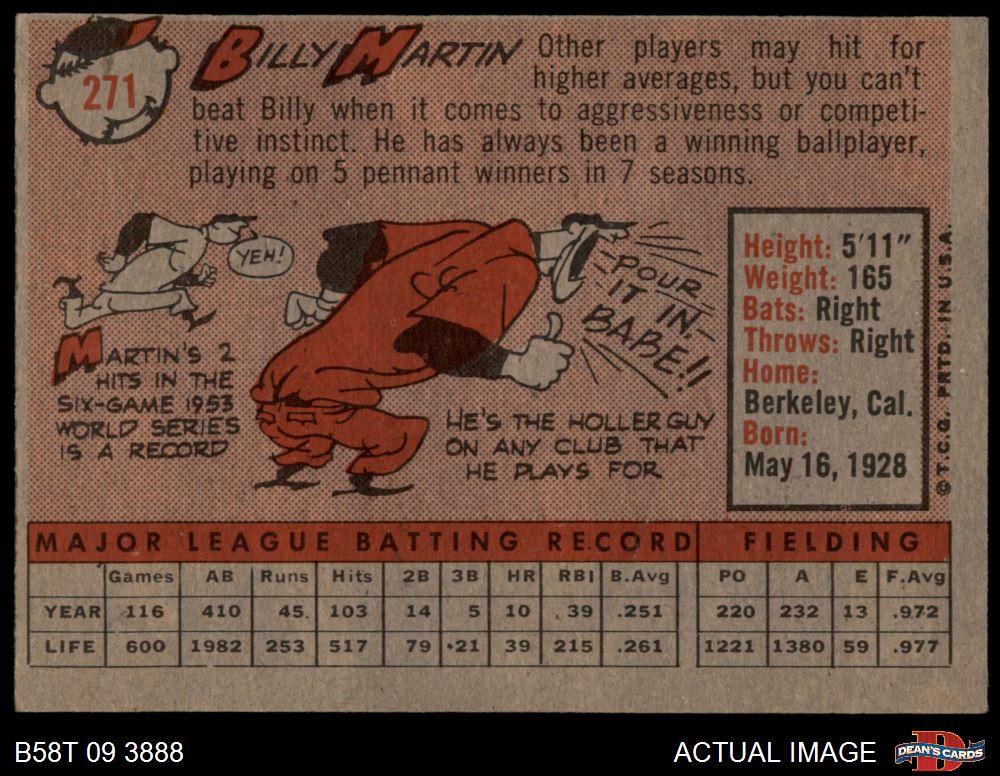 271
BILLY MARTIN
Other players may hit for
higher averages, but you can't
beat Billy when it comes to aggressiveness or competi-
tive instinct. He has always been a winning ballplayer,
playing on 5 pennant winners in 7 seasons.
YEH!
MARTIN'S 2
HITS IN THE
SIX-GAME 1953
WORLD SERIES
IS A RECORD
POUR
IT IN,
BABE!!
HE'S THE HOLLER GUY
ON ANY CLUB THAT
HE PLAYS FOR
Height: 5'11"
Weight: 165
Bats: Right
Throws: Right
Home:
Berkeley, Cal.
Born:
May 16, 1928
© T.C.G. PRTD. IN U.S.A.
MAJOR LEAGUE BATTING RECORD FIELDING
Games AB Runs Hits 2B 3B HR RBI B.Avg PO A E F.Avg
YEAR 116 410 45 103 14 5 10 39 .251 220 232 13 .972
LIFE 600 1982 253 517 79 21 39 215 .261 1221 1380 59 .977
B58T 09 3888 ACTUAL IMAGE DEAN'S CARDS